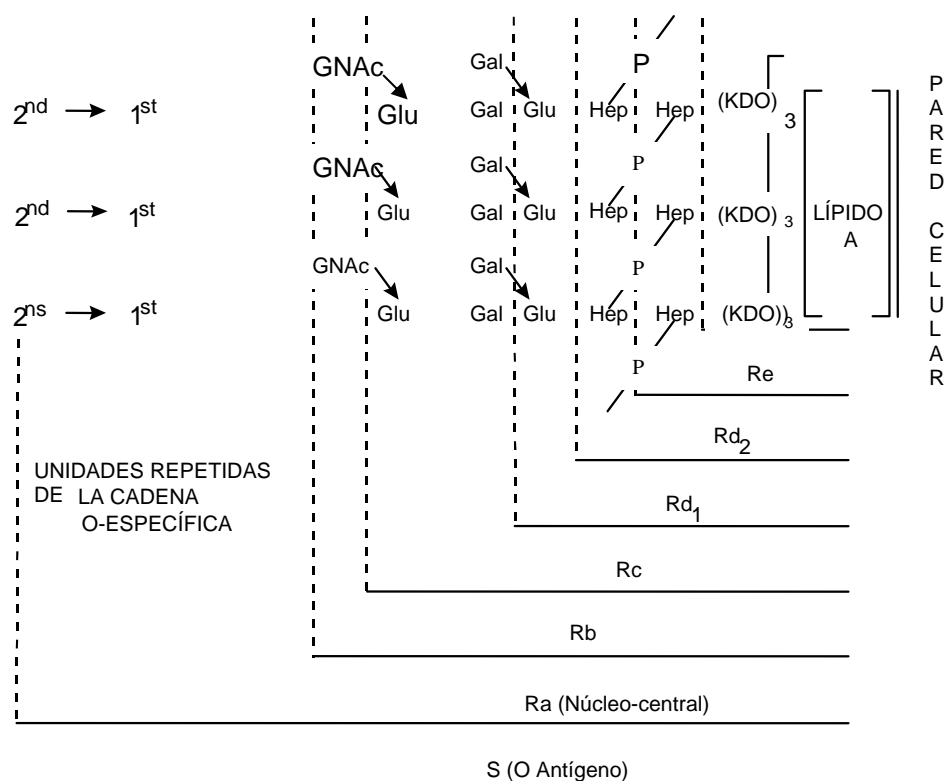 GNAc Gal P
2nd 1st Glu Gal Glu Hep Hep (KDO) 3
GNAc Gal P
2nd 1st Glu Gal Glu Hep Hep (KDO) 3 LÍPIDO
A
GNAc Gal P
2ns 1st Glu Gal Glu Hep Hep (KDO)) 3
P
PARED CELULAR
Re
Rd2
UNIDADES REPETIDAS
DE LA CADENA
O-ESPECÍFICA
Rd1
Rc
Rb
Ra (Núcleo-central)
S (O Antígeno)